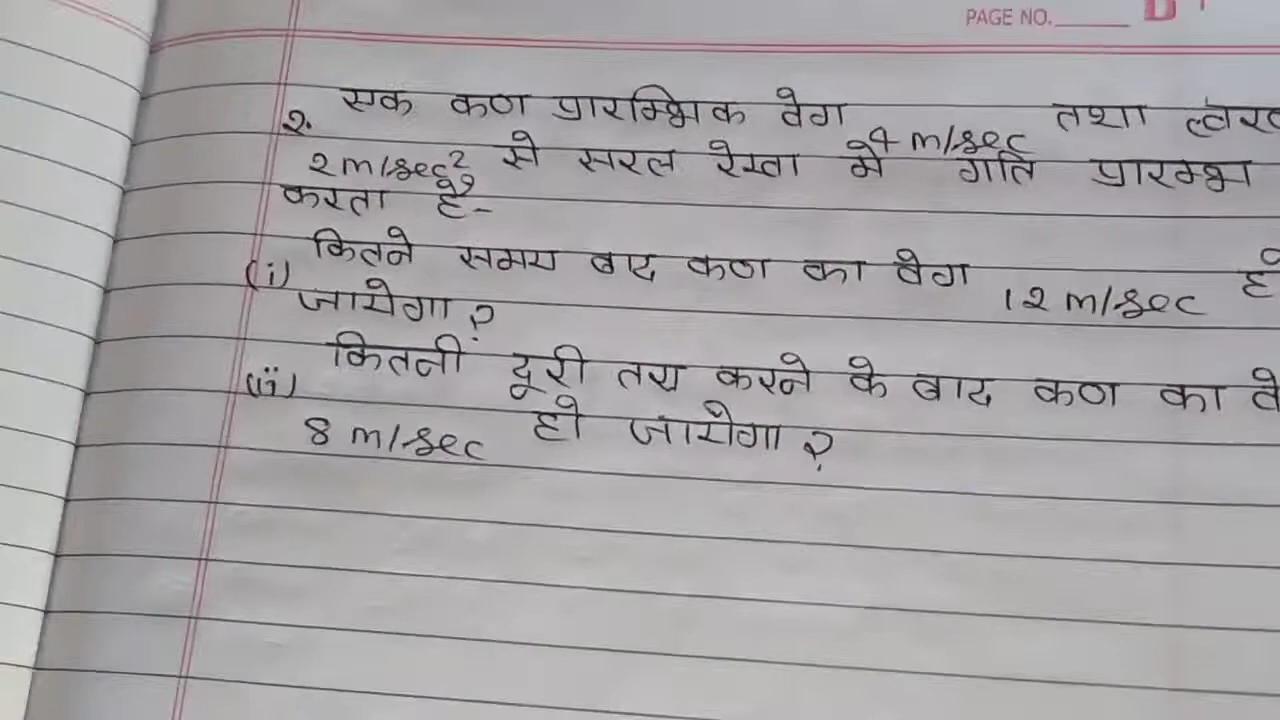 PAGE NO.
2. एक कण प्रारम्भिक वेग 4 m/sec तथा
2 m/sec² से सरल रेखा मे गति प्रारम्भ
करता है-
(i) कितने समय बाद कण का वेग 12 m/sec हो
जायेगा?
(ii) कितनी दूरी तय करने के बाद कण का
8 m/sec हो जायेगा?